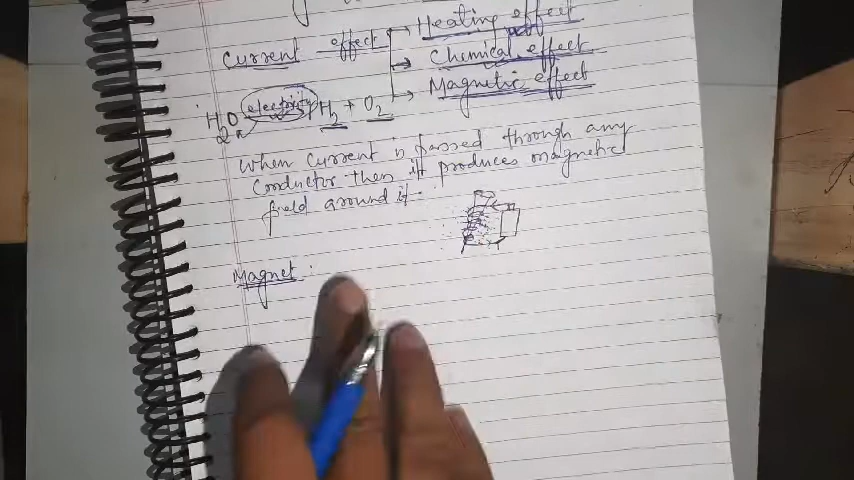 Heating effect
Current effect
Chemical effect
Magnetic effect
H2O electricity H2 + O2
When current is passed through any
conductor then it produces magnetic
field around it.
Magnet :